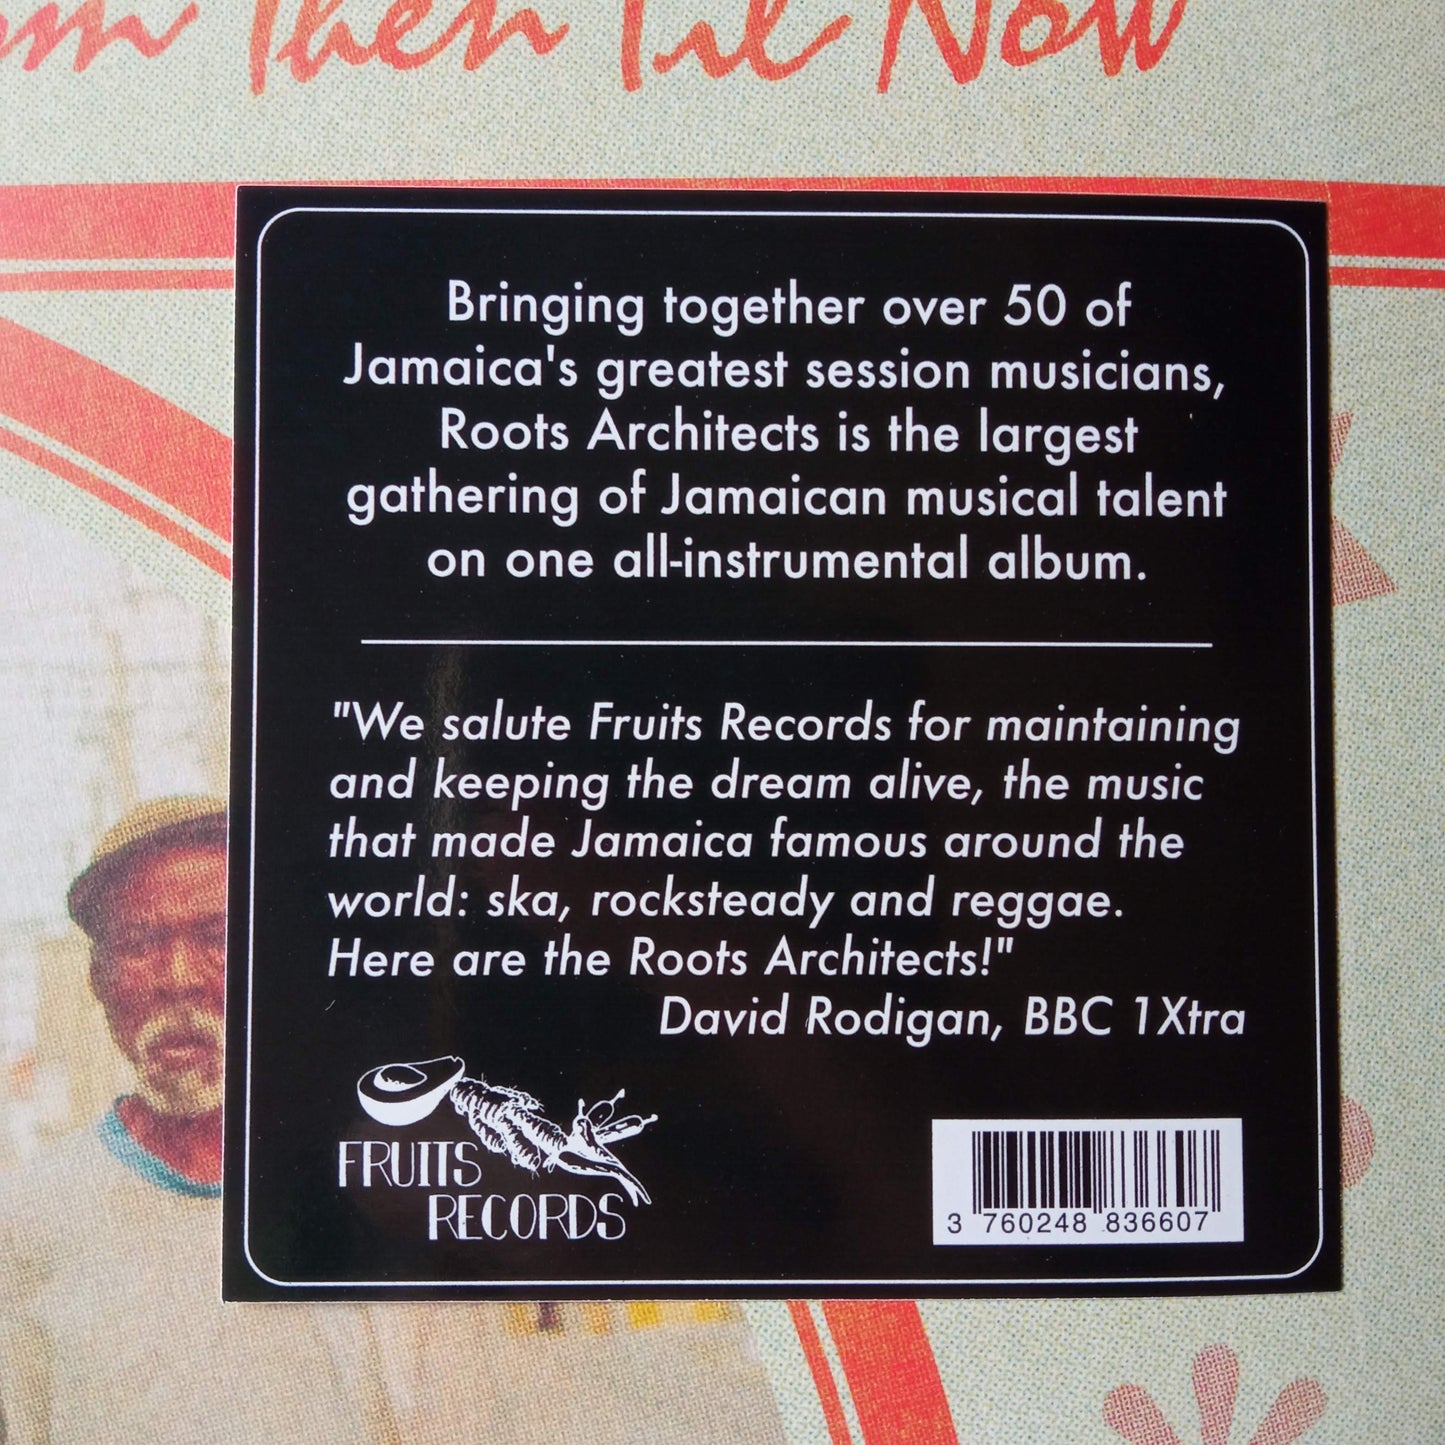 Then Til Now
Bringing together over 50 of
Jamaica's greatest session musicians,
Roots Architects is the largest
gathering of Jamaican musical talent
on one all-instrumental album.
"We salute Fruits Records for maintaining
and keeping the dream alive, the music
that made Jamaica famous around the
world: ska, rocksteady and reggae.
Here are the Roots Architects!"
David Rodigan, BBC 1Xtra
FRUITS
RECORDS
3 760248 836607